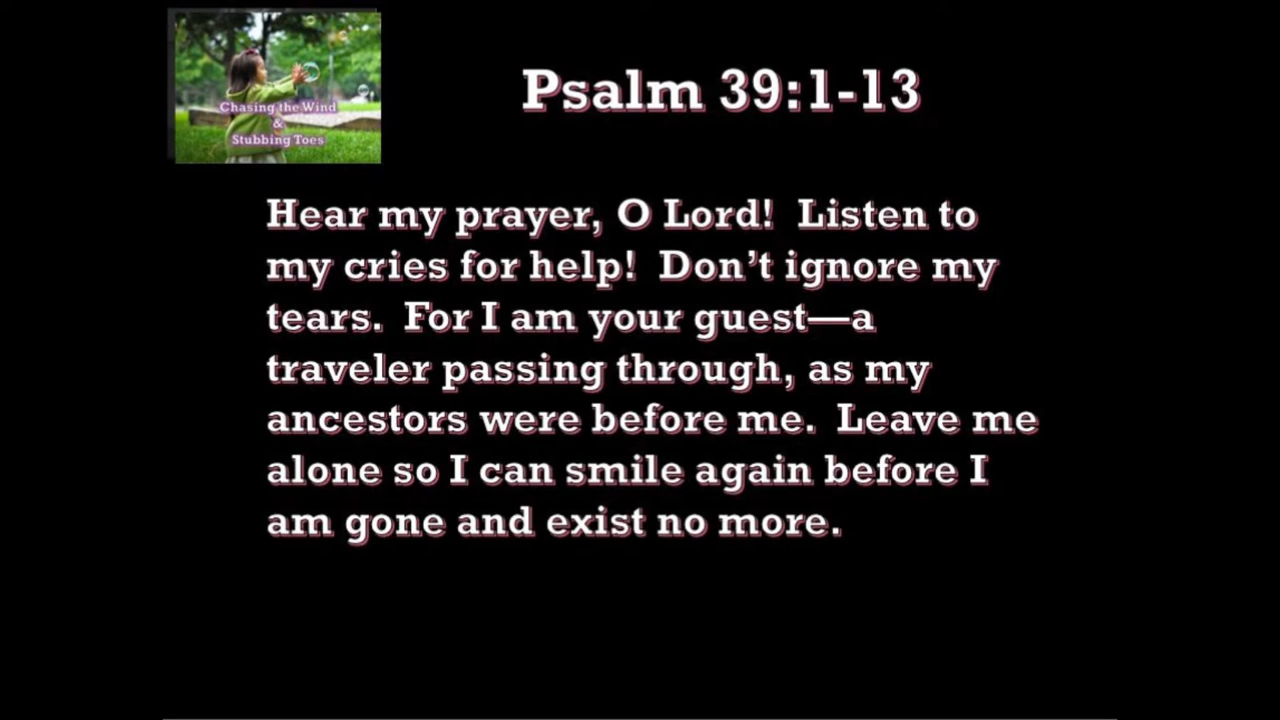 Chasing the Wind
&
Stubbing Toes
Psalm 39:1-13
Hear my prayer, O Lord!  Listen to
my cries for help!  Don’t ignore my
tears.  For I am your guest—a
traveler passing through, as my
ancestors were before me.  Leave me
alone so I can smile again before I
am gone and exist no more.